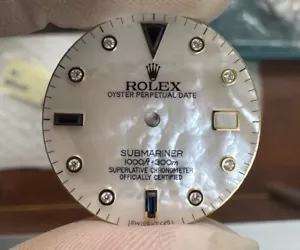 ROLEX
OYSTER PERPETUAL DATE
SUBMARINER
1000ft=300m
SUPERLATIVE CHRONOMETER
OFFICIALLY CERTIFIED